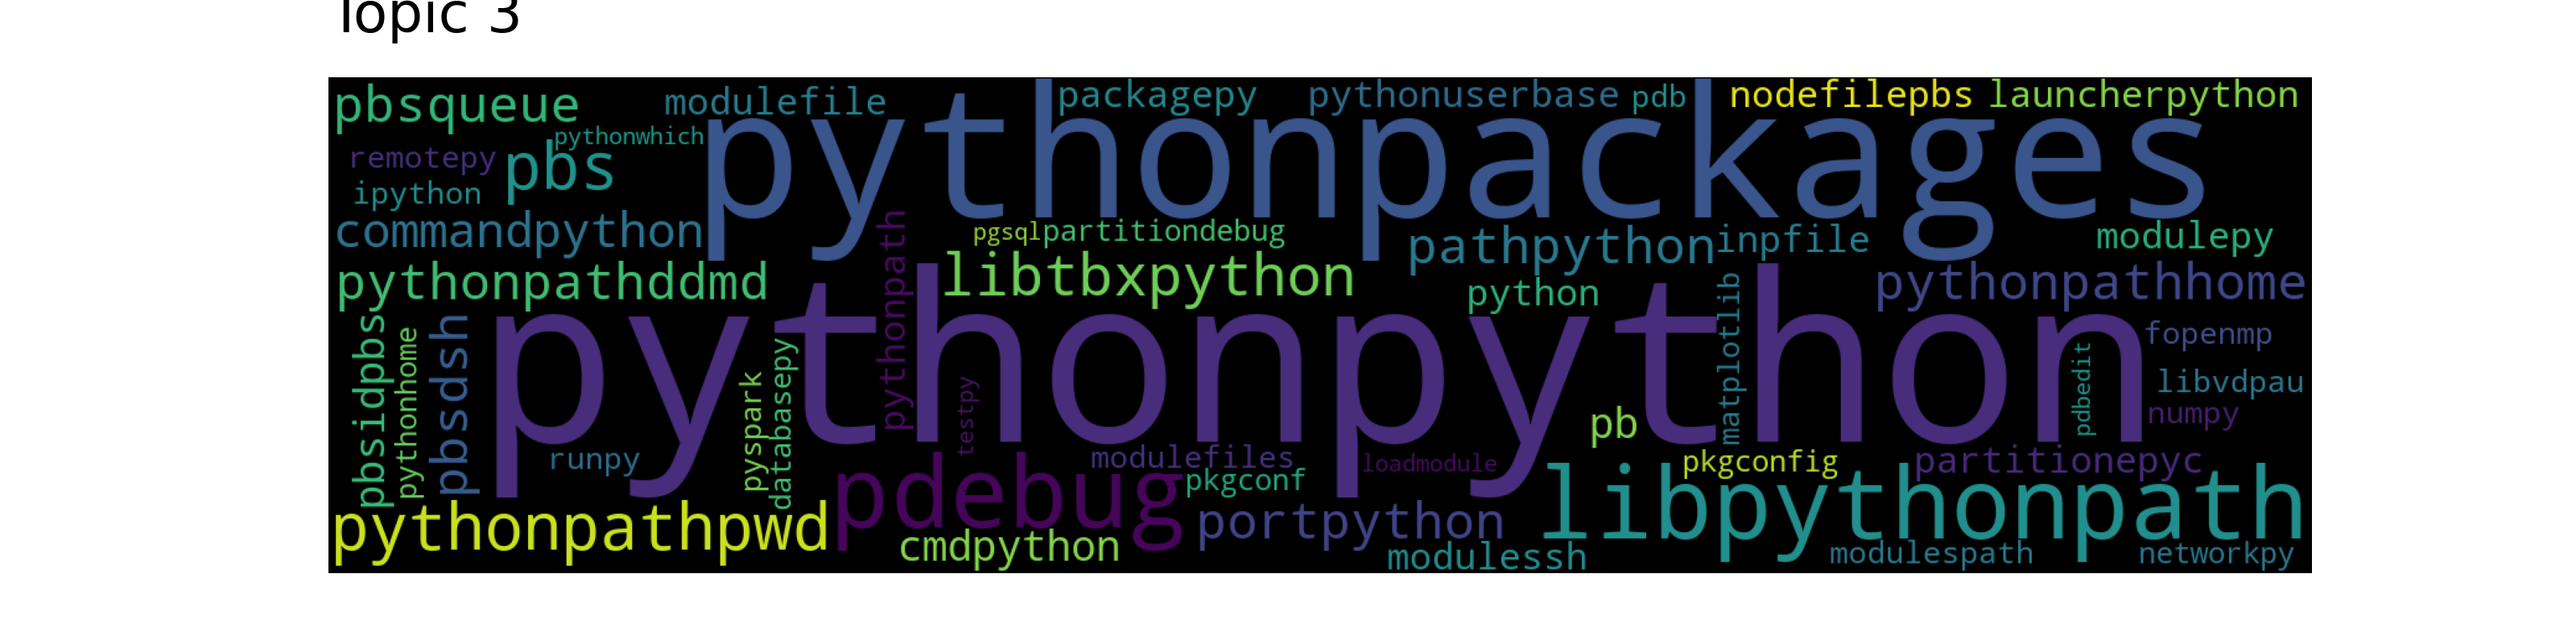 Topic 3
pbsqueue modulefile packagepy pythonuserbase pdb nodefilepbs launcherpython
pythonwhich
pythonpackages
remotepy pbs
ipython
commandpython pgsql partitiondebug pathpython inpfile modulepy
pythonpath
pythonpathddmd libtbxpython python pythonpathhome
pythonpython
pbsidpbs pythonhome pbsdsh pyspark databasepy testpy matplotlib pdbedit
fopenmp
libvdpau
pb numpy
runpy modulefiles loadmodule pkgconfig partitionepyc
pdebug pkgconf libpythonpath
pythonpathpwd portpython
cmdpython modulessh modulespath networkpy